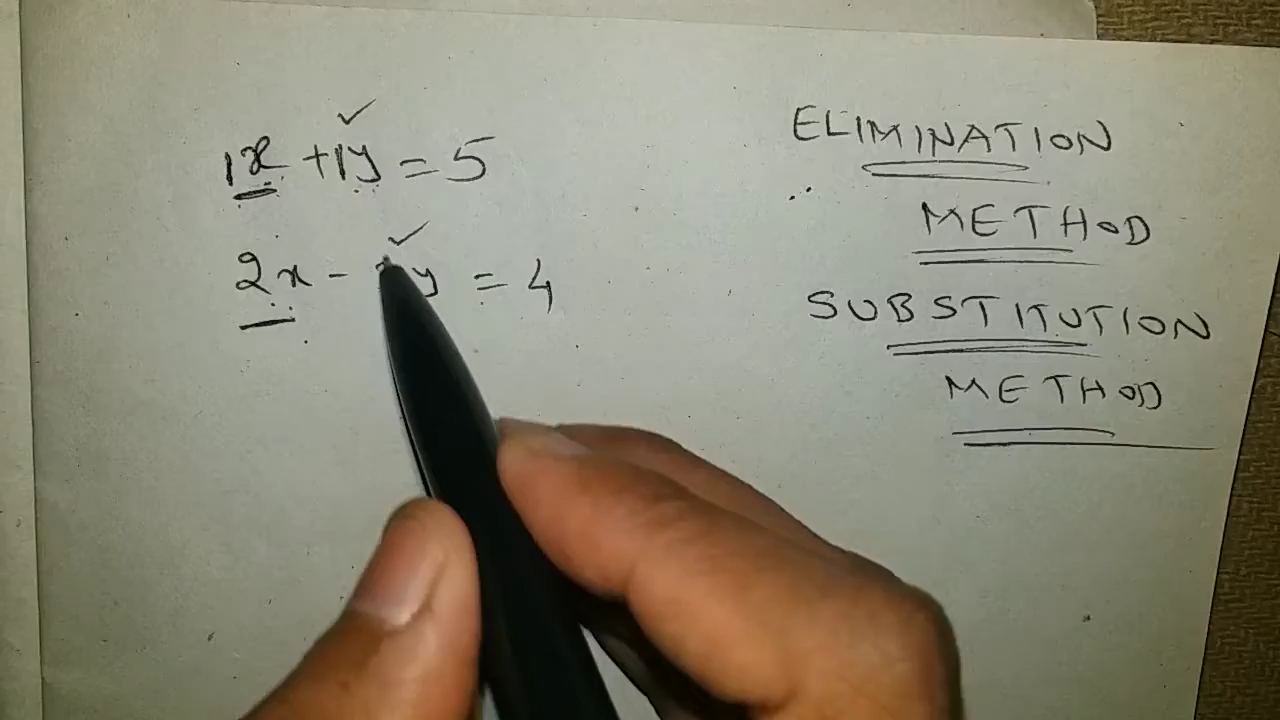 1x + 1y = 5
2x - y = 4
ELIMINATION
METHOD
SUBSTITUTION
METHOD